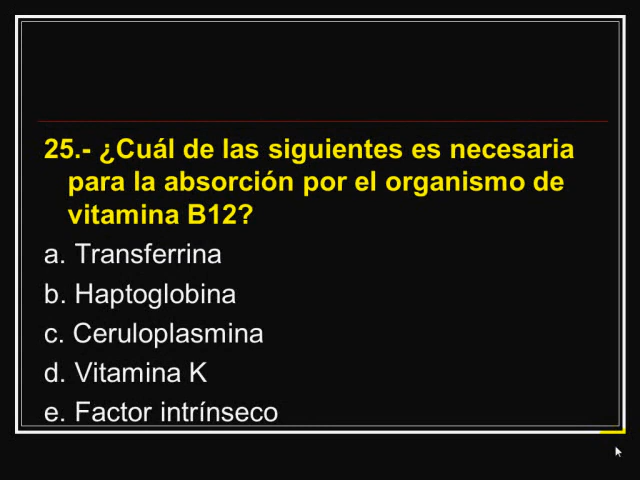 25.- ¿Cuál de las siguientes es necesaria
para la absorción por el organismo de
vitamina B12?
a. Transferrina
b. Haptoglobina
c. Ceruloplasmina
d. Vitamina K
e. Factor intrínseco